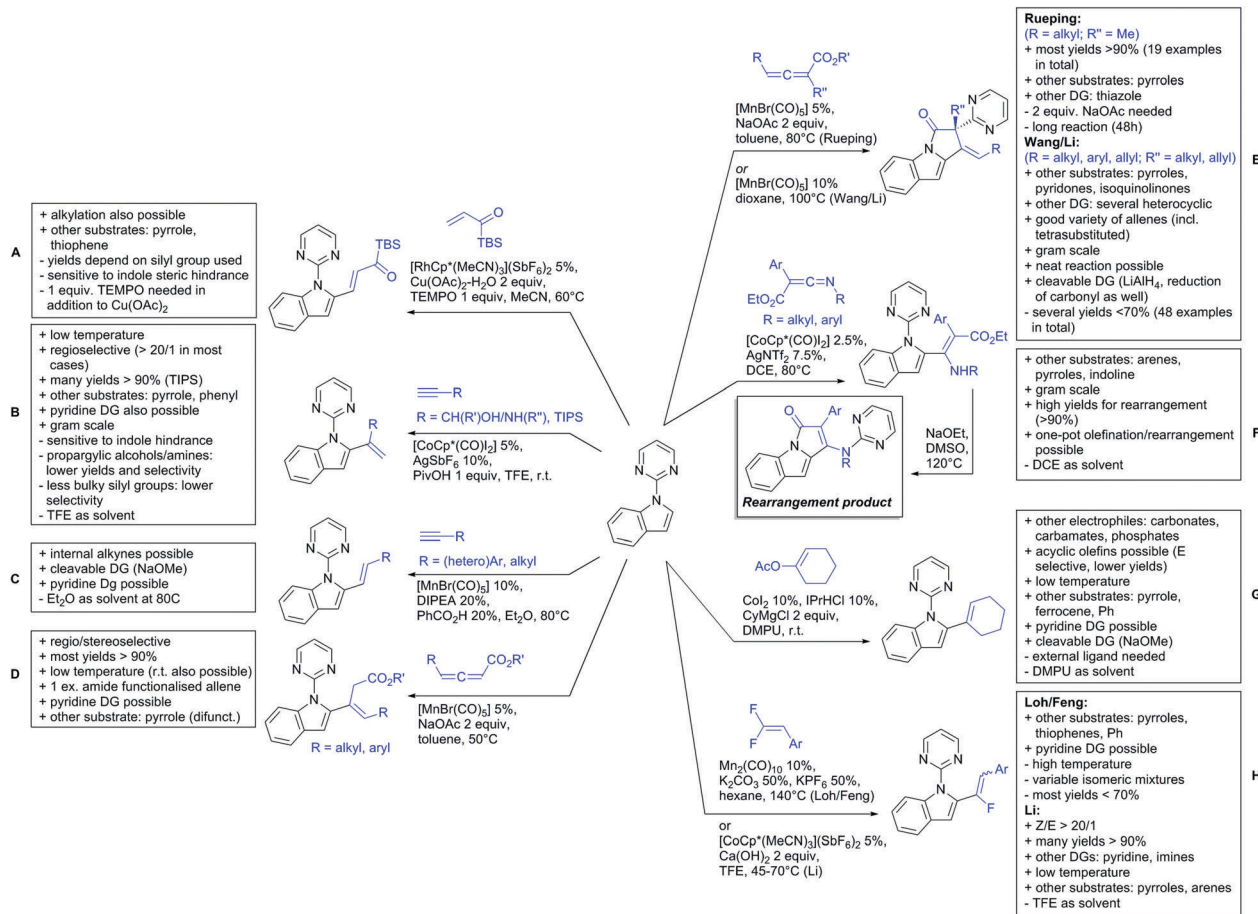 A
+ alkylation also possible
+ other substrates: pyrrole,
thiophene
- yields depend on silyl group used
- sensitive to indole steric hindrance
- 1 equiv. TEMPO needed in
addition to Cu(OAc)2
B
+ low temperature
+ regioselective (> 20/1 in most
cases)
+ many yields > 90% (TIPS)
+ other substrates: pyrrole, phenyl
+ pyridine DG also possible
+ gram scale
- sensitive to indole hindrance
- propargylic alcohols/amines:
lower yields and selectivity
- less bulky silyl groups: lower
selectivity
- TFE as solvent
C
+ internal alkynes possible
+ cleavable DG (NaOMe)
+ pyridine Dg possible
- Et2O as solvent at 80C
D
+ regio/stereoselective
+ most yields > 90%
+ low temperature (r.t. also possible)
+ 1 ex. amide functionalised allene
+ pyridine DG possible
+ other substrate: pyrrole (difunct.)
N
N
N
TBS
O
O
TBS
[RhCp*(MeCN)3](SbF6)2 5%,
Cu(OAc)2-H2O 2 equiv,
TEMPO 1 equiv, MeCN, 60°C
N
N
N
R
R
R = CH(R')OH/NH(R''), TIPS
[CoCp*(CO)I2] 5%,
AgSbF6 10%,
PivOH 1 equiv, TFE, r.t.
N
N
N
R
R
R = (hetero)Ar, alkyl
[MnBr(CO)5] 10%,
DIPEA 20%,
PhCO2H 20%, Et2O, 80°C
N
N
N
CO2R'
R
R = alkyl, aryl
R
CO2R'
[MnBr(CO)5] 5%,
NaOAc 2 equiv,
toluene, 50°C
N
N
N
R
CO2R'
R''
[MnBr(CO)5] 5%,
NaOAc 2 equiv,
toluene, 80°C (Rueping)
or
[MnBr(CO)5] 10%
dioxane, 100°C (Wang/Li)
O
R''
N
N
N
R
Ar
EtO2C
N
R
R = alkyl, aryl
[CoCp*(CO)I2] 2.5%,
AgNTf2 7.5%,
DCE, 80°C
N
N
N
Ar
CO2Et
NHR
NaOEt,
DMSO,
120°C
O
Ar
N
N
N
N
R
Rearrangement product
AcO
CoI2 10%, IPrHCl 10%,
CyMgCl 2 equiv,
DMPU, r.t.
N
N
N
F
F
Ar
Mn2(CO)10 10%,
K2CO3 50%, KPF6 50%,
hexane, 140°C (Loh/Feng)
or
[CoCp*(MeCN)3](SbF6)2 5%,
Ca(OH)2 2 equiv,
TFE, 45-70°C (Li)
N
N
N
Ar
F
Rueping:
(R = alkyl; R'' = Me)
+ most yields >90% (19 examples
in total)
+ other substrates: pyrroles
+ other DG: thiazole
- 2 equiv. NaOAc needed
- long reaction (48h)
Wang/Li:
(R = alkyl, aryl, allyl; R'' = alkyl, allyl)
+ other substrates: pyrroles,
pyridones, isoquinolinones
+ other DG: several heterocyclic
+ good variety of allenes (incl.
tetrasubstituted)
+ gram scale
+ neat reaction possible
+ cleavable DG (LiAlH4, reduction
of carbonyl as well)
- several yields <70% (48 examples
in total)
E
+ other substrates: arenes,
pyrroles, indoline
+ gram scale
+ high yields for rearrangement
(>90%)
+ one-pot olefination/rearrangement
possible
- DCE as solvent
F
+ other electrophiles: carbonates,
carbamates, phosphates
+ acyclic olefins possible (E
selective, lower yields)
+ low temperature
+ other substrates: pyrrole,
ferrocene, Ph
+ pyridine DG possible
+ cleavable DG (NaOMe)
- external ligand needed
- DMPU as solvent
G
Loh/Feng:
+ other substrates: pyrroles,
thiophenes, Ph
+ pyridine DG possible
- high temperature
- variable isomeric mixtures
- most yields < 70%
Li:
+ Z/E > 20/1
+ many yields > 90%
+ other DGs: pyridine, imines
+ low temperature
+ other substrates: pyrroles, arenes
- TFE as solvent
H